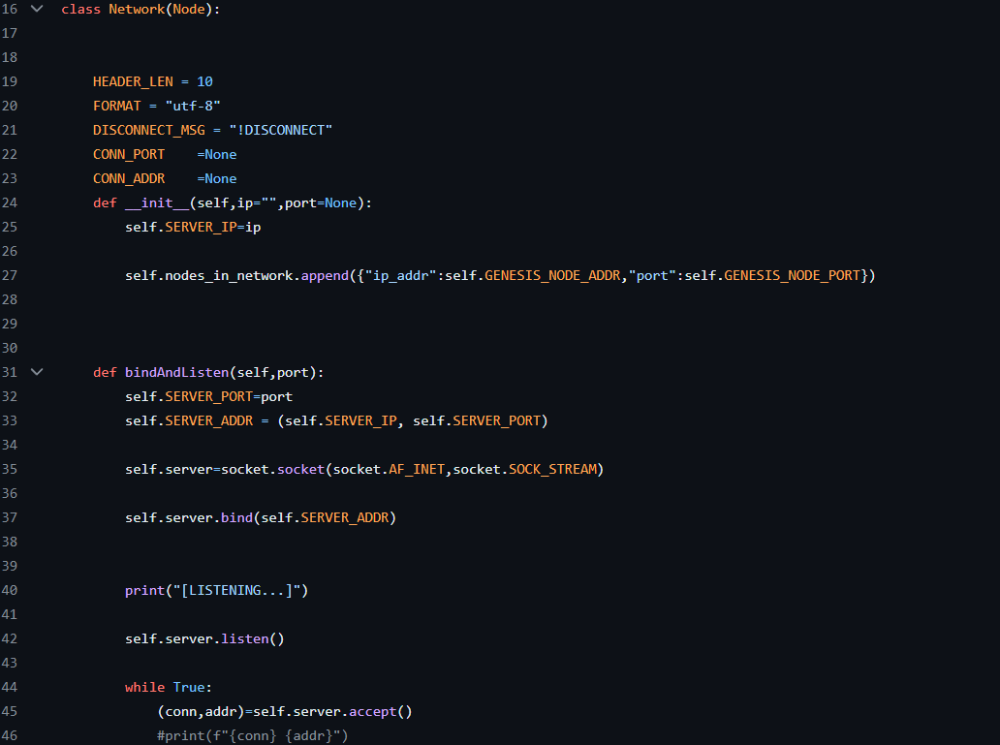 16 class Network(Node):
17
18
19 HEADER_LEN = 10
20 FORMAT = "utf-8"
21 DISCONNECT_MSG = "!DISCONNECT"
22 CONN_PORT    =None
23 CONN_ADDR    =None
24 def __init__(self,ip="",port=None):
25 self.SERVER_IP=ip
26
27 self.nodes_in_network.append({"ip_addr":self.GENESIS_NODE_ADDR,"port":self.GENESIS_NODE_PORT})
28
29
30
31 def bindAndListen(self,port):
32 self.SERVER_PORT=port
33 self.SERVER_ADDR = (self.SERVER_IP, self.SERVER_PORT)
34
35 self.server=socket.socket(socket.AF_INET,socket.SOCK_STREAM)
36
37 self.server.bind(self.SERVER_ADDR)
38
39
40 print("[LISTENING...]")
41
42 self.server.listen()
43
44 while True:
45 (conn,addr)=self.server.accept()
46 #print(f"{conn} {addr}")